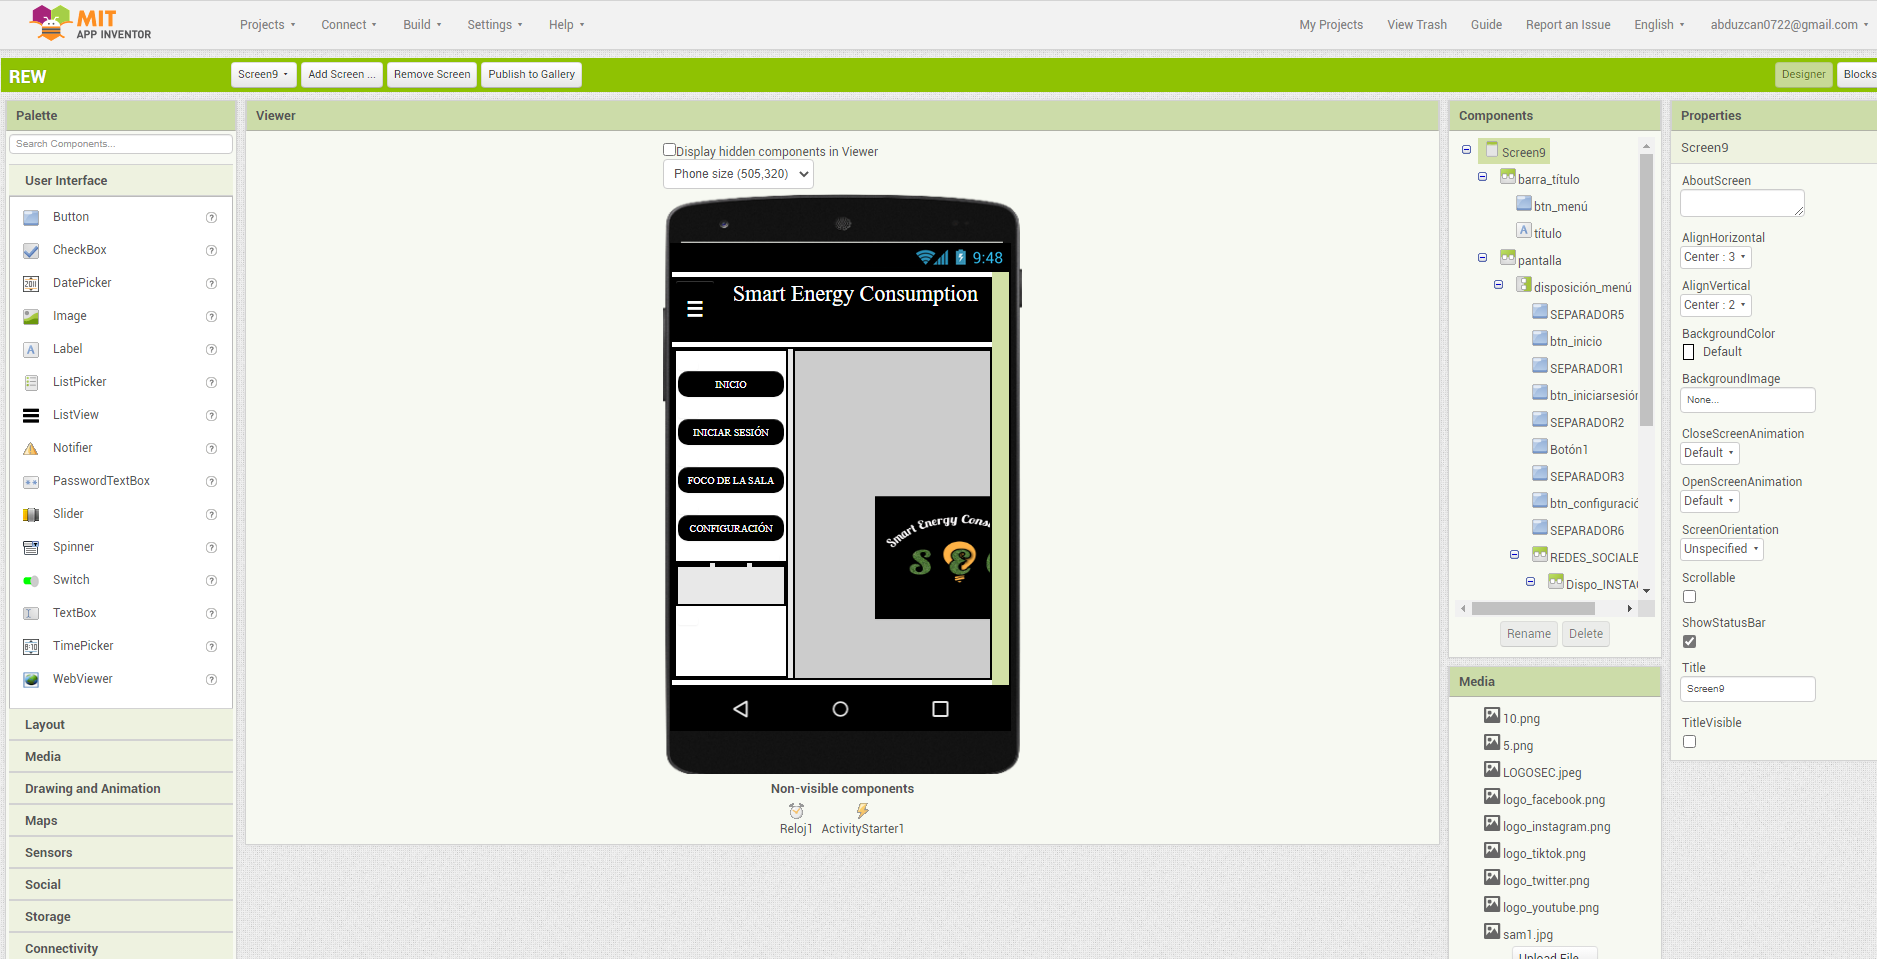 MIT
APP INVENTOR
Projects
Connect
Build
Settings
Help
My Projects
View Trash
Guide
Report an Issue
English
abduzcan0722@gmail.com
REW
Screen9
Add Screen ...
Remove Screen
Publish to Gallery
Designer
Blocks
Palette
Search Components...
User Interface
Button
CheckBox
DatePicker
Image
Label
ListPicker
ListView
Notifier
PasswordTextBox
Slider
Spinner
Switch
TextBox
TimePicker
WebViewer
Layout
Media
Drawing and Animation
Maps
Sensors
Social
Storage
Connectivity
Viewer
Display hidden components in Viewer
Phone size (505,320)
9:48
Smart Energy Consumption
INICIO
INICIAR SESIÓN
FOCO DE LA SALA
CONFIGURACIÓN
Smart Energy Cons
S E
Non-visible components
Reloj1
ActivityStarter1
Components
Screen9
barra_título
btn_menú
título
pantalla
disposición_menú
SEPARADOR5
btn_inicio
SEPARADOR1
btn_iniciarsesión
SEPARADOR2
Botón1
SEPARADOR3
btn_configuració
SEPARADOR6
REDES_SOCIALE
Dispo_INSTA
Rename
Delete
Media
10.png
5.png
LOGOSEC.jpeg
logo_facebook.png
logo_instagram.png
logo_tiktok.png
logo_twitter.png
logo_youtube.png
sam1.jpg
Upload File
Properties
Screen9
AboutScreen
AlignHorizontal
Center : 3
AlignVertical
Center : 2
BackgroundColor
Default
BackgroundImage
None...
CloseScreenAnimation
Default
OpenScreenAnimation
Default
ScreenOrientation
Unspecified
Scrollable
ShowStatusBar
Title
Screen9
TitleVisible